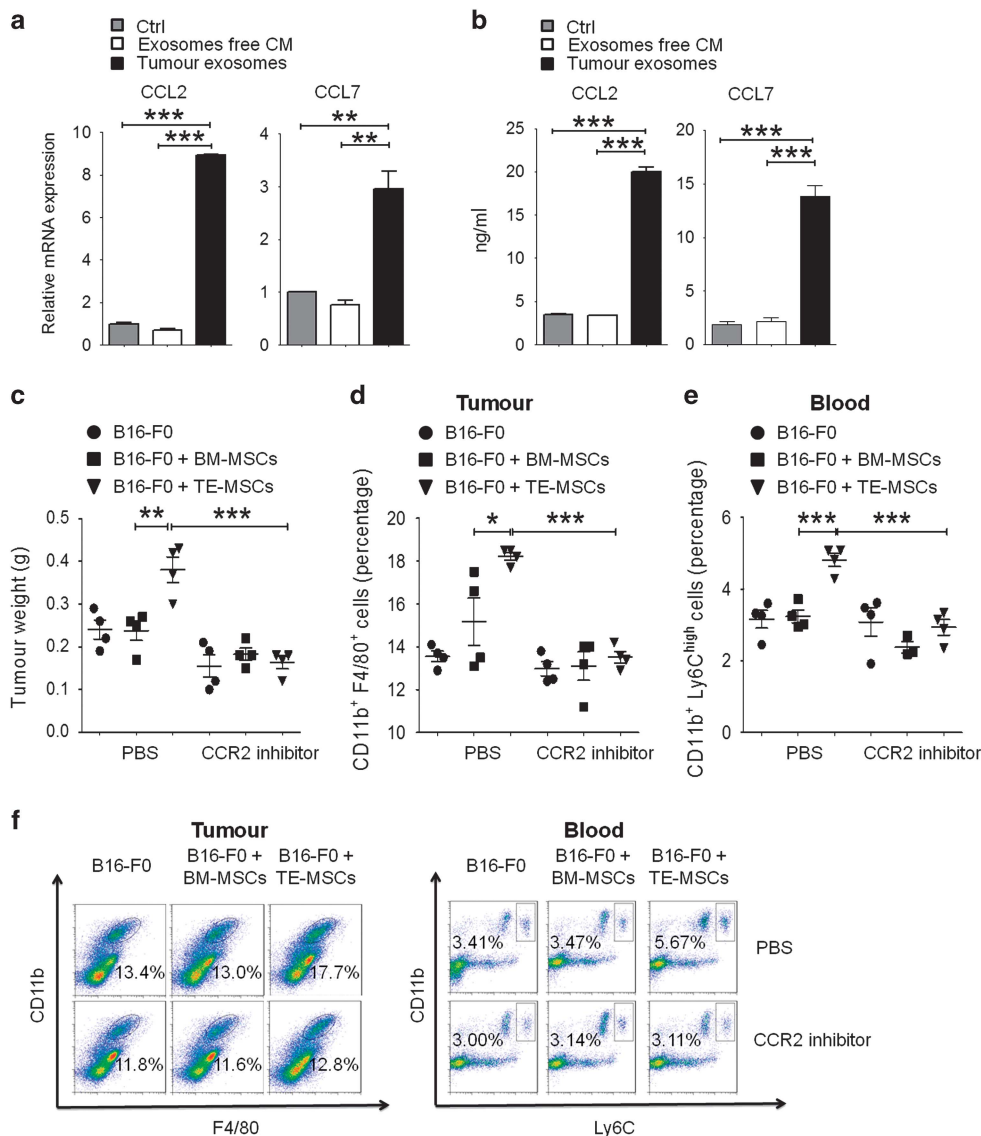 a
Ctrl
Exosomes free CM
Tumour exosomes
CCL2
CCL7
Relative mRNA expression
10
8
6
4
2
0
***
***
4
3
2
1
0
**
**
b
Ctrl
Exosomes free CM
Tumour exosomes
CCL2
CCL7
ng/ml
25
20
15
10
5
0
***
***
20
15
10
5
0
***
***
c
B16-F0
B16-F0 + BM-MSCs
B16-F0 + TE-MSCs
Tumour weight (g)
0.5
0.4
0.3
0.2
0.1
0.0
**
***
PBS
CCR2 inhibitor
d
Tumour
B16-F0
B16-F0 + BM-MSCs
B16-F0 + TE-MSCs
CD11b+ F4/80+ cells (percentage)
20
18
16
14
12
10
*
***
PBS
CCR2 inhibitor
e
Blood
B16-F0
B16-F0 + BM-MSCs
B16-F0 + TE-MSCs
CD11b+ Ly6Chigh cells (percentage)
6
4
2
0
***
***
PBS
CCR2 inhibitor
f
Tumour
B16-F0
B16-F0 +
BM-MSCs
B16-F0 +
TE-MSCs
CD11b
13.4%
13.0%
17.7%
11.8%
11.6%
12.8%
F4/80
Blood
B16-F0
B16-F0 +
BM-MSCs
B16-F0 +
TE-MSCs
CD11b
3.41%
3.47%
5.67%
PBS
3.00%
3.14%
3.11%
CCR2 inhibitor
Ly6C